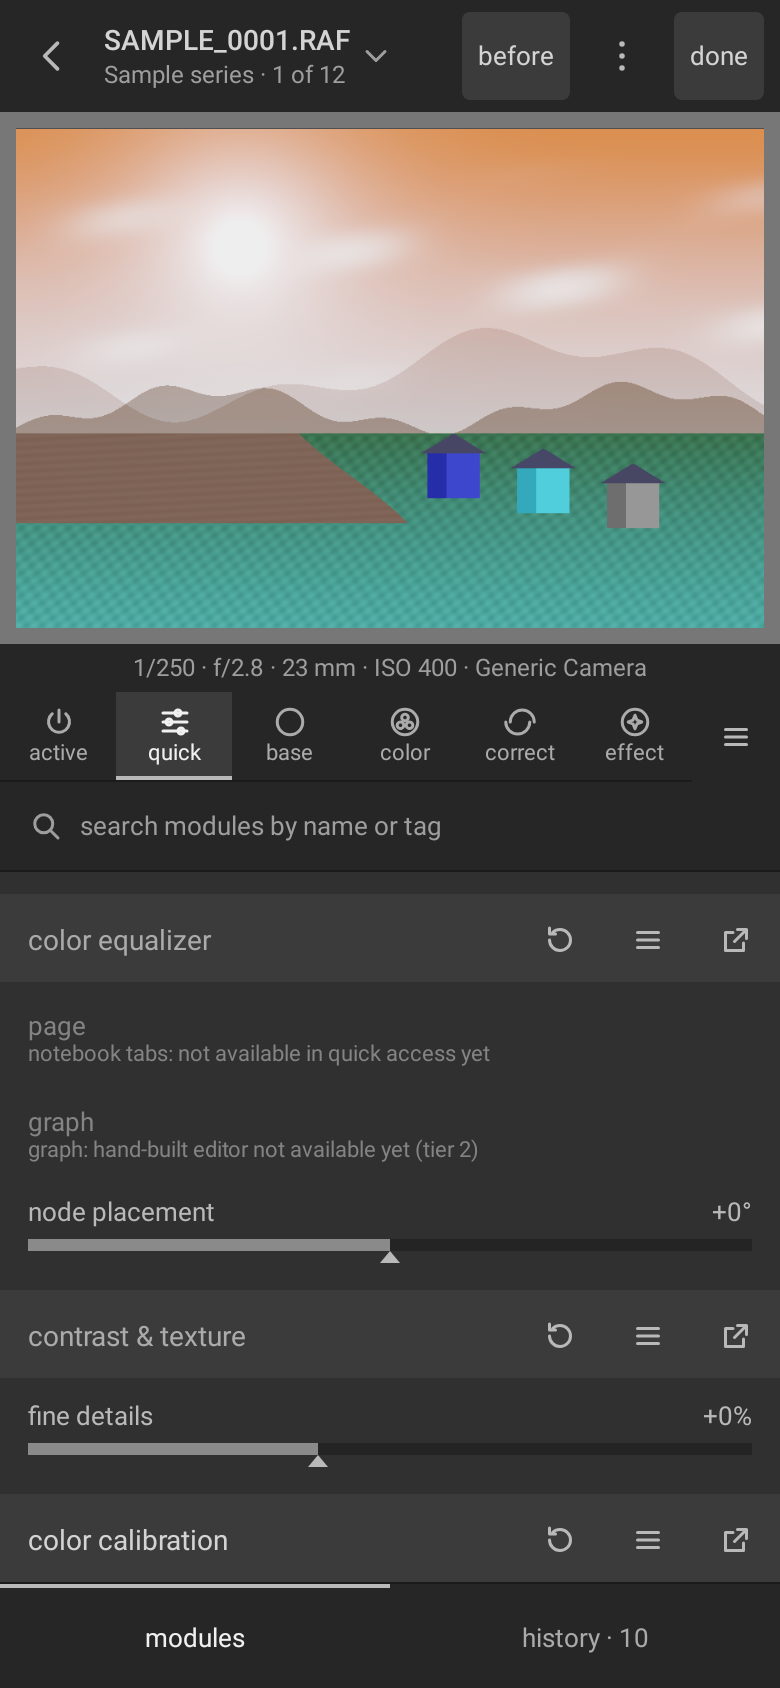 SAMPLE_0001.RAF
Sample series · 1 of 12
before
done
1/250 · f/2.8 · 23 mm · ISO 400 · Generic Camera
active
quick
base
color
correct
effect
search modules by name or tag
color equalizer
page
notebook tabs: not available in quick access yet
graph
graph: hand-built editor not available yet (tier 2)
node placement +0°
contrast & texture
fine details +0%
color calibration
modules
history · 10